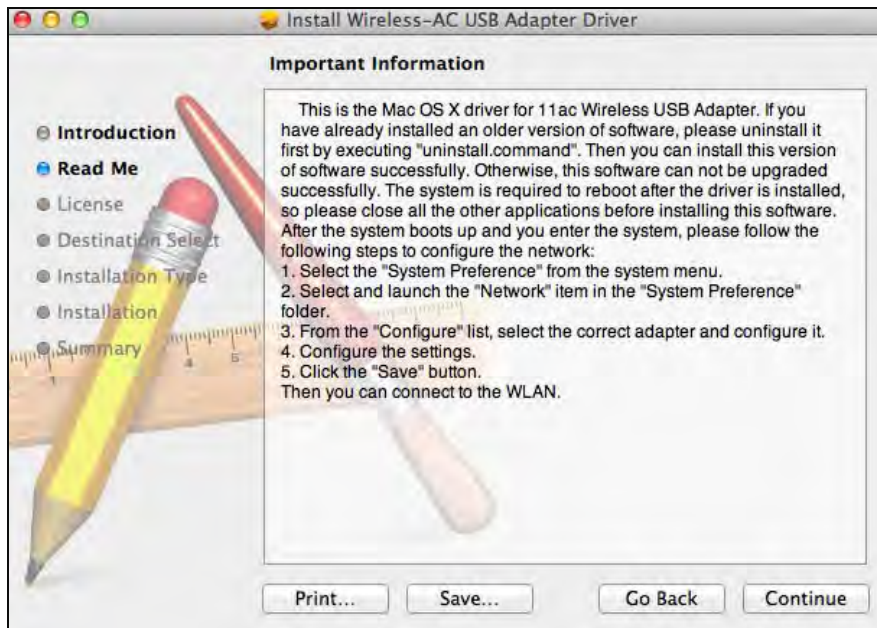 Install Wireless-AC USB Adapter Driver
Important Information
Introduction
Read Me
License
Destination Select
Installation Type
Installation
Summary
This is the Mac OS X driver for 11ac Wireless USB Adapter. If you
have already installed an older version of software, please uninstall it
first by executing "uninstall.command". Then you can install this version
of software successfully. Otherwise, this software can not be upgraded
successfully. The system is required to reboot after the driver is installed,
so please close all the other applications before installing this software.
After the system boots up and you enter the system, please follow the
following steps to configure the network:
1. Select the "System Preference" from the system menu.
2. Select and launch the "Network" item in the "System Preference"
folder.
3. From the "Configure" list, select the correct adapter and configure it.
4. Configure the settings.
5. Click the "Save" button.
Then you can connect to the WLAN.
1 4 5
Print... Save... Go Back Continue